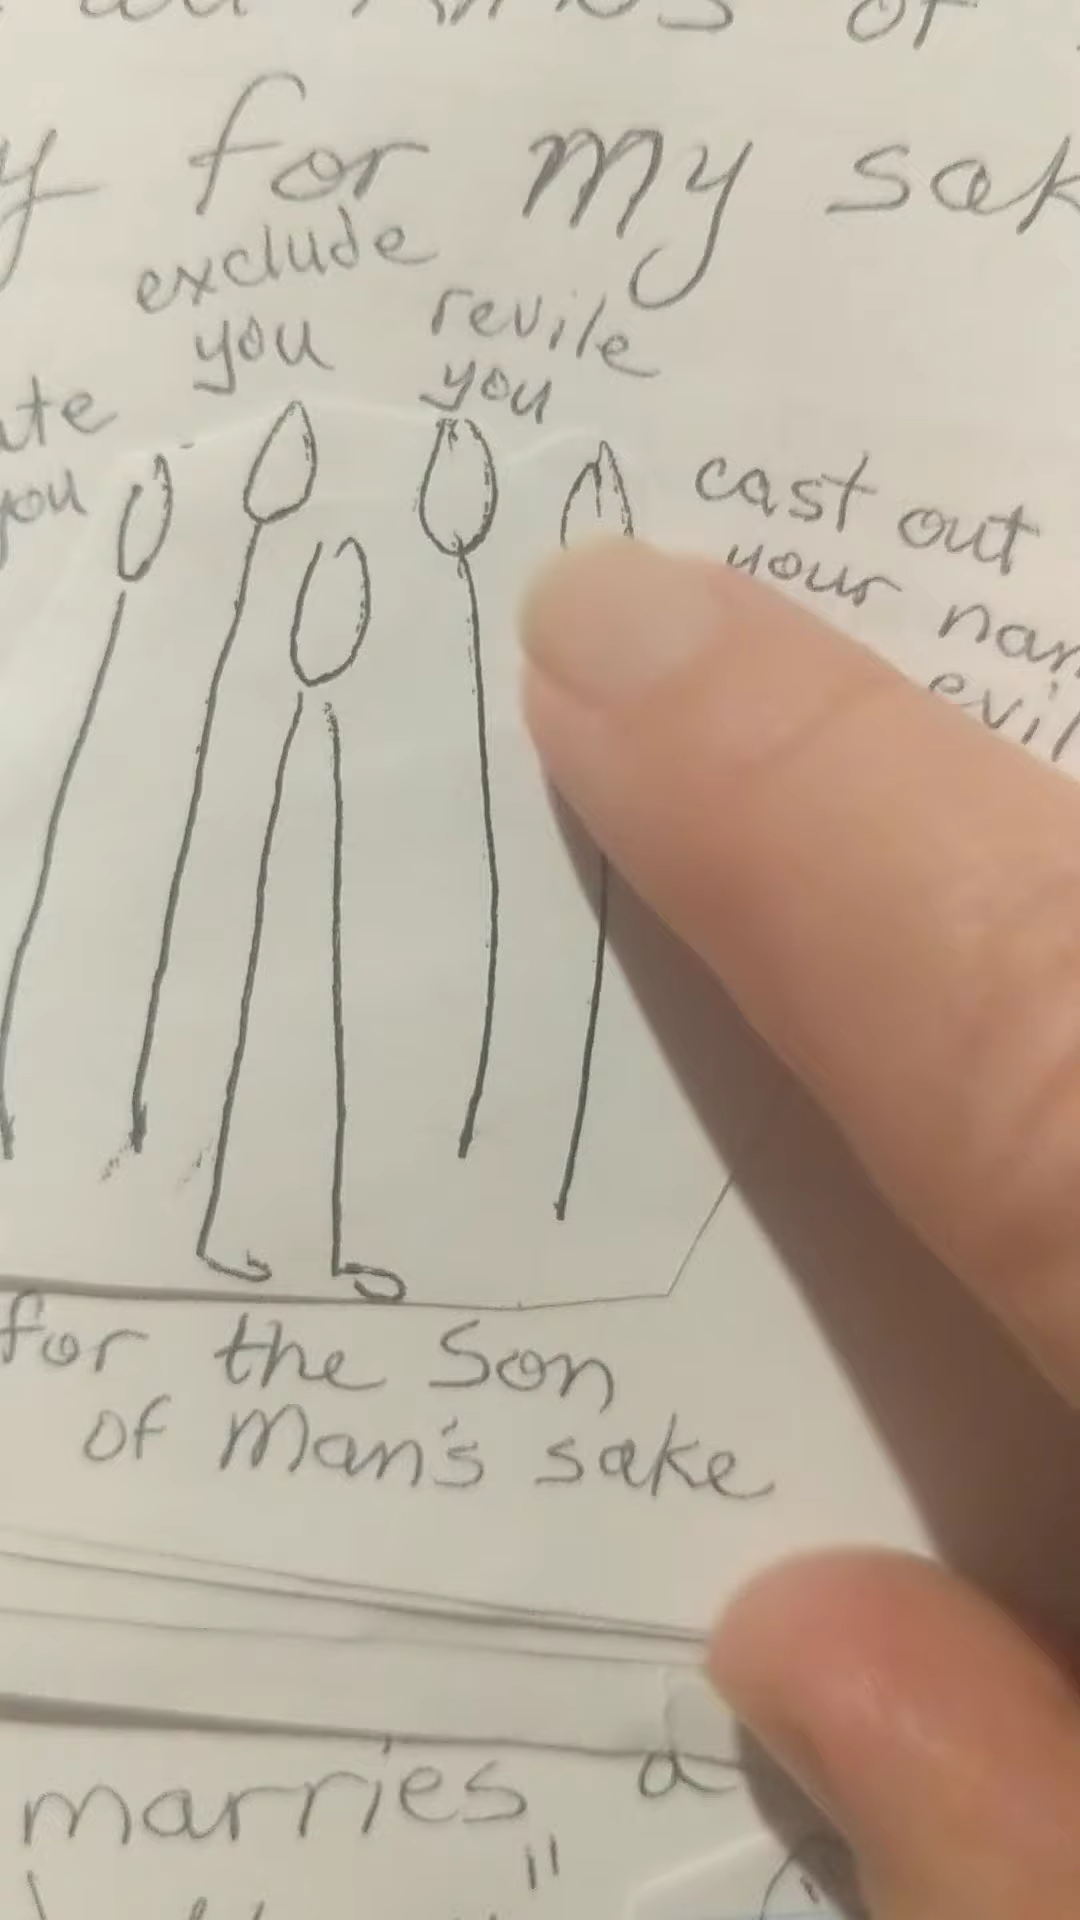 of
for my sak
exclude
you
revile
you
ate
you
cast out
your nam
evil
for the Son
of Man's sake
marries a
"